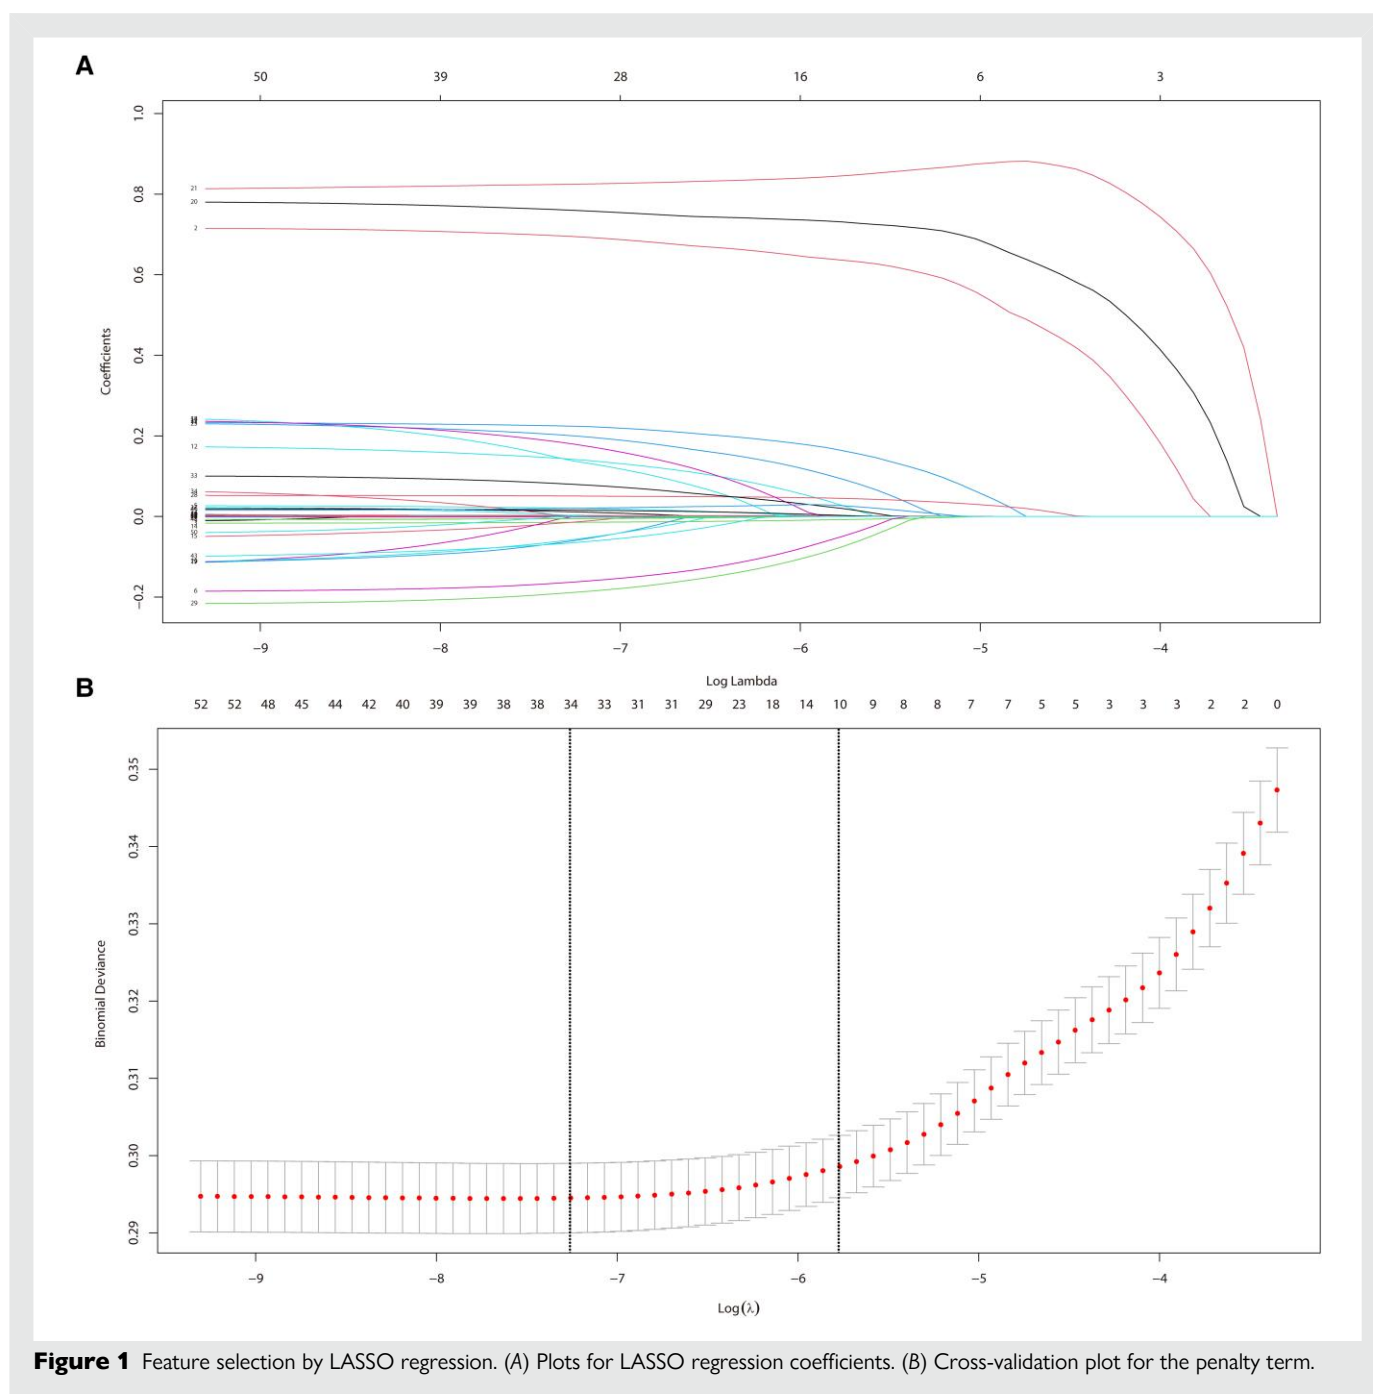 A
50 39 28 16 6 3
1.0
0.8
0.6
0.4
0.2
0.0
−0.2
Coefficients
21
20
2
12
33
6
29
−9 −8 −7 −6 −5 −4
Log Lambda
B
52 52 48 45 44 42 40 39 39 38 38 34 33 31 31 29 23 18 14 10 9 8 8 7 7 5 5 3 3 3 2 2 0
0.35
0.34
0.33
0.32
0.31
0.30
0.29
Binomial Deviance
−9 −8 −7 −6 −5 −4
Log(λ)
Figure 1 Feature selection by LASSO regression. (A) Plots for LASSO regression coefficients. (B) Cross-validation plot for the penalty term.